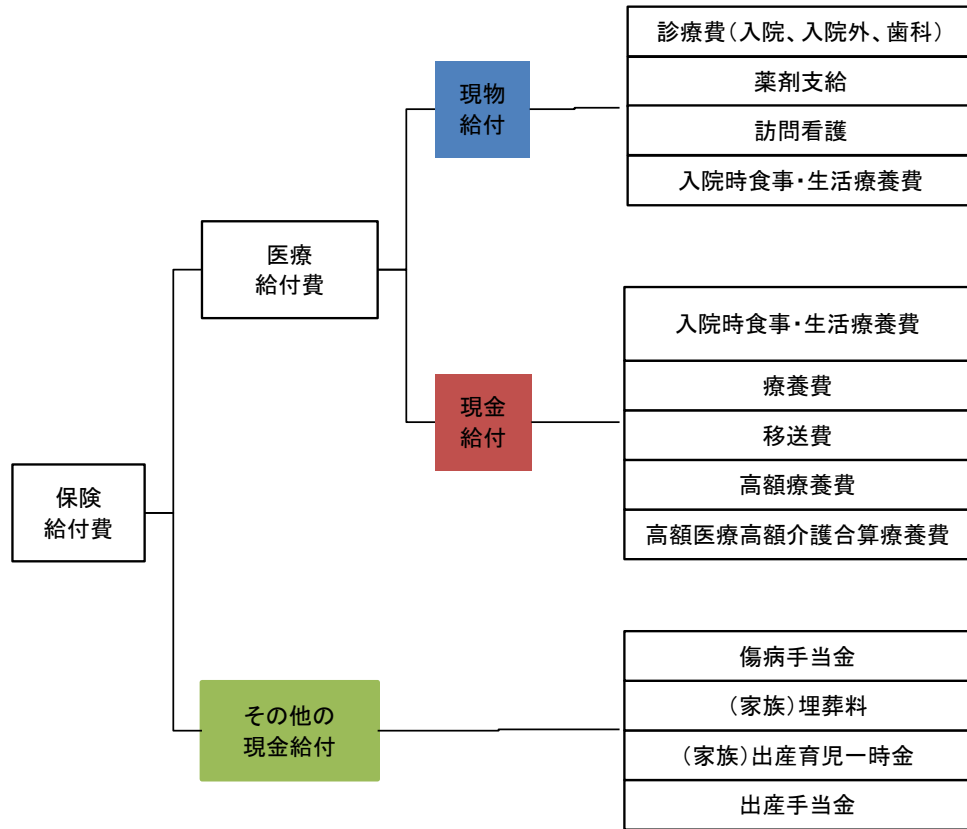 診療費（入院、入院外、歯科）
薬剤支給
訪問看護
入院時食事・生活療養費
現物
給付
医療
給付費
入院時食事・生活療養費
療養費
移送費
高額療養費
高額医療高額介護合算療養費
現金
給付
保険
給付費
傷病手当金
（家族）埋葬料
（家族）出産育児一時金
出産手当金
その他の
現金給付